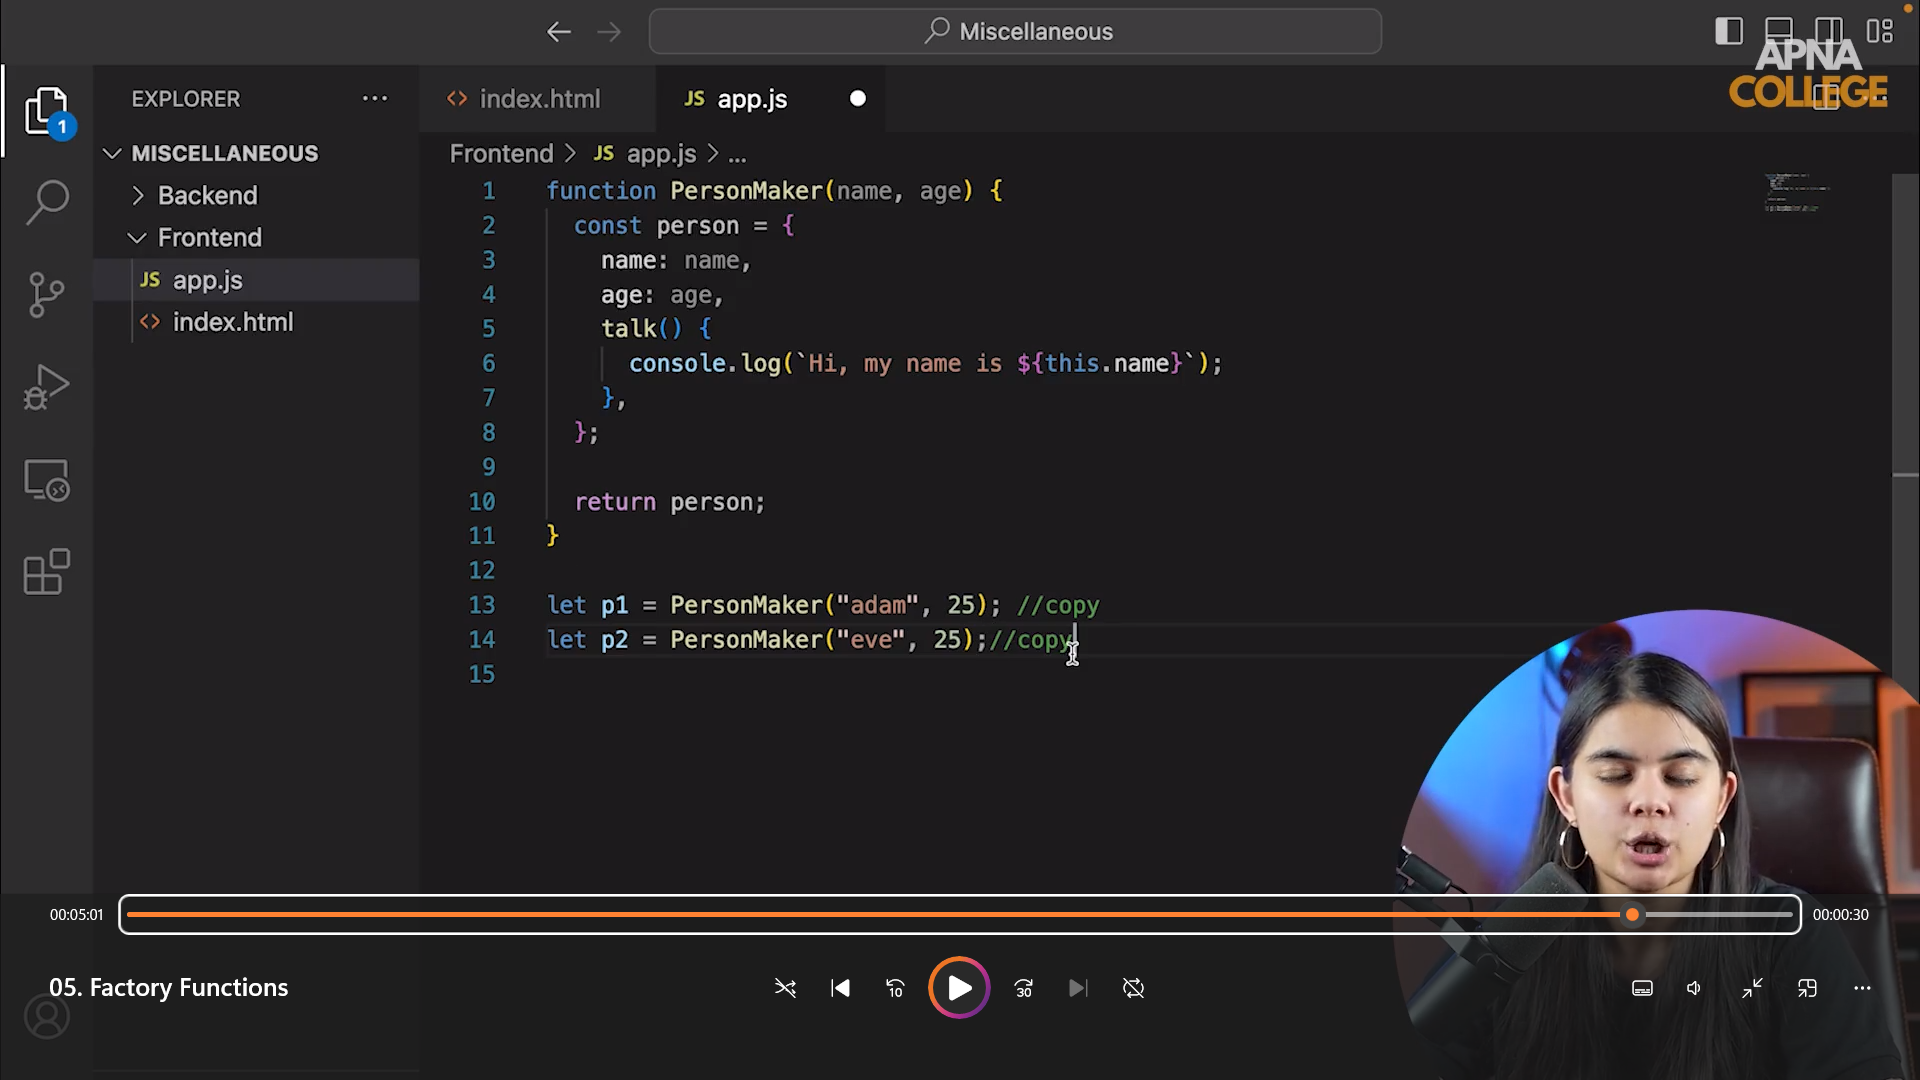 Miscellaneous
APNA
COLLEGE
1
EXPLORER
MISCELLANEOUS
Backend
Frontend
JS app.js
<> index.html
<> index.html
JS app.js
Frontend > JS app.js > ...
1 function PersonMaker(name, age) {
2 const person = {
3 name: name,
4 age: age,
5 talk() {
6 console.log(`Hi, my name is ${this.name}`);
7 },
8 };
9
10 return person;
11 }
12
13 let p1 = PersonMaker("adam", 25); //copy
14 let p2 = PersonMaker("eve", 25);//copy
15
00:05:01
00:00:30
05. Factory Functions
10
30